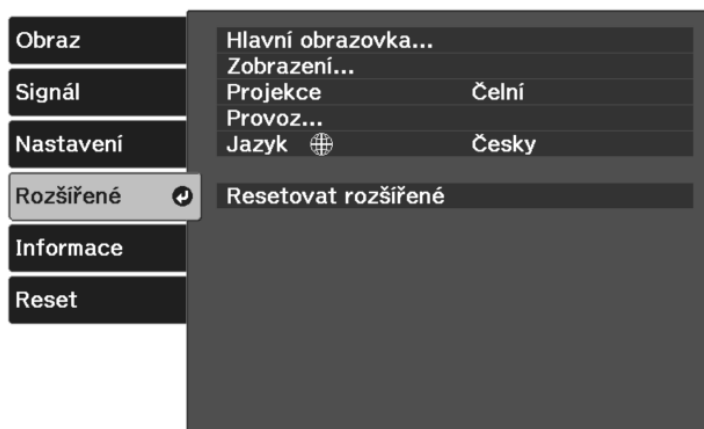 Obraz
Signál
Nastavení
Rozšířené
Informace
Reset
Hlavní obrazovka...
Zobrazení...
Projekce Čelní
Provoz...
Jazyk Česky
Resetovat rozšířené